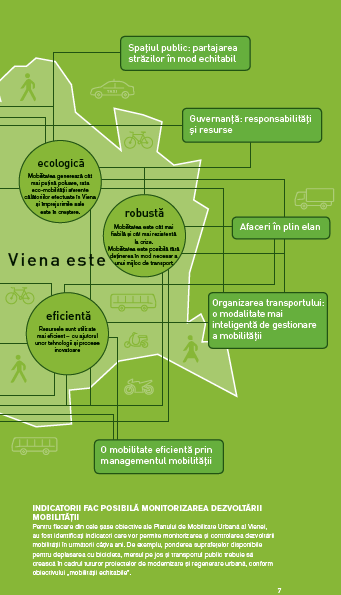 Spațiul public: partajarea
străzilor în mod echitabil
Guvernanță: responsabilități
și resurse
ecologică
Mobilitatea generează cât
mai puțină poluare, rata
eco-mobilității aferente
călătoriilor efectuate în Viena
și împrejurimile sale
este în creștere.
robustă
Mobilitatea este cât mai
fiabilă și cât mai rezistentă
la crize.
Mobilitatea este posibilă fără
deținerea în mod necesar a
unui mijloc de transport
Afaceri în plin elan
Viena este
eficientă
Resursele sunt utilizate
mai eficient – cu ajutorul
unor tehnologii și procese
inovatoare
Organizarea transportului:
o modalitate mai
inteligentă de gestionare
a mobilității
O mobilitate eficientă prin
managementul mobilității
INDICATORII FAC POSIBILĂ MONITORIZAREA DEZVOLTĂRII
MOBILITĂȚII
Pentru fiecare din cele șase obiective ale Planului de Mobilitate Urbană al Vienei,
au fost identificați indicatori care vor permite monitorizarea și controlarea dezvoltării
mobilității în următorii câțiva ani. De exemplu, ponderea suprafețelor disponibile
pentru deplasarea cu bicicleta, mersul pe jos și transportul public trebuie să
crească în cadrul tuturor proiectelor de modernizare și regenerare urbană, conform
obiectivului „mobilității echitabile”.
7